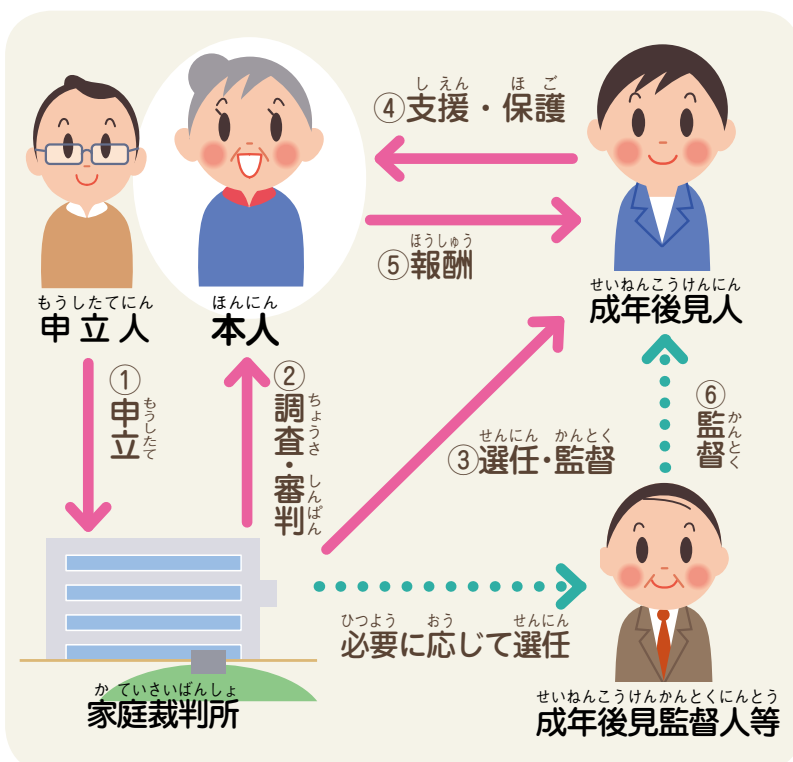 ④支援・保護
しえん ほご
⑤報酬
ほうしゅう
もうしたてにん
申立人
ほんにん
本人
せいねんこうけんにん
成年後見人
①申立
もうしたて
②調査・審判
ちょうさ しんぱん
せんにん かんとく
③選任・監督
⑥監督
かんとく
ひつよう おう せんにん
必要に応じて選任
かていさいばんしょ
家庭裁判所
せいねんこうけんかんとくにんとう
成年後見監督人等